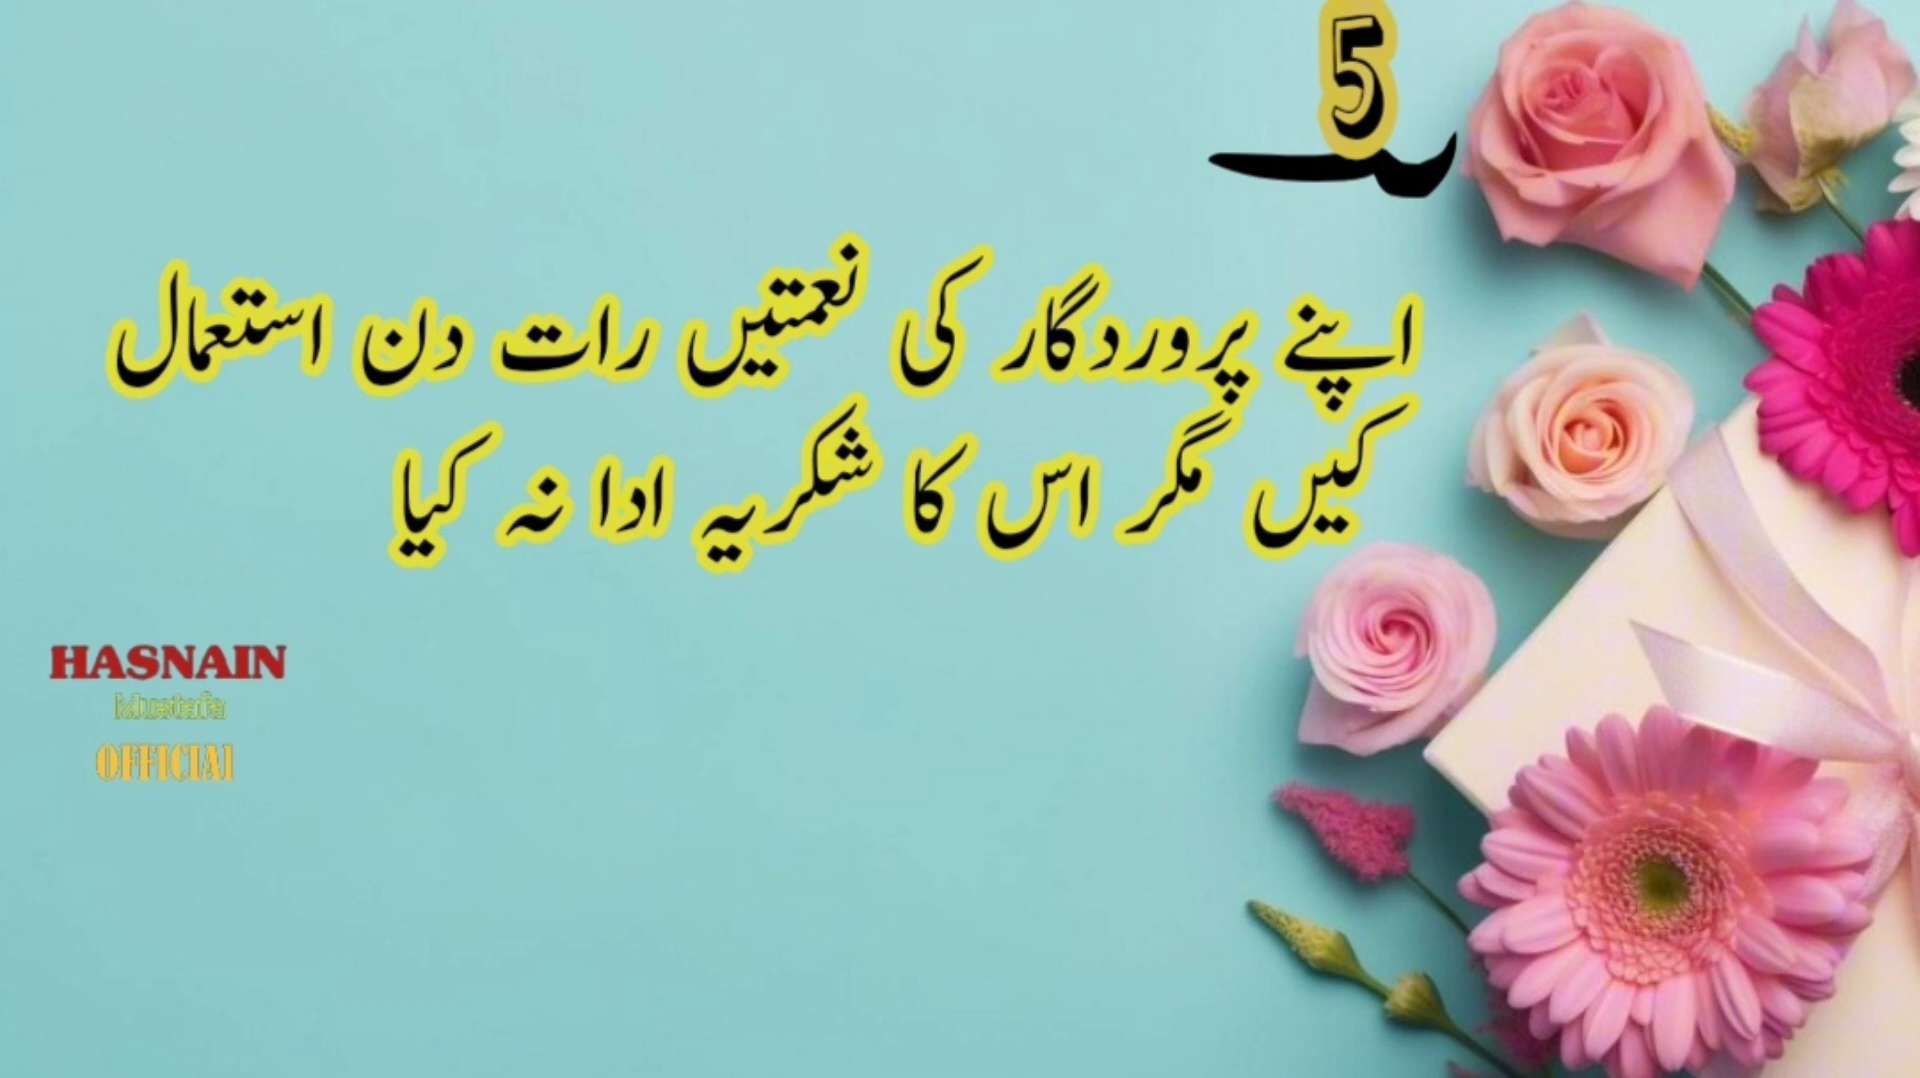 5
اپنے پروردگار کی نعمتیں رات دن استعمال
کیں مگر اس کا شکریہ ادا نہ کیا
HASNAIN
Mustafa
OFFICIAl